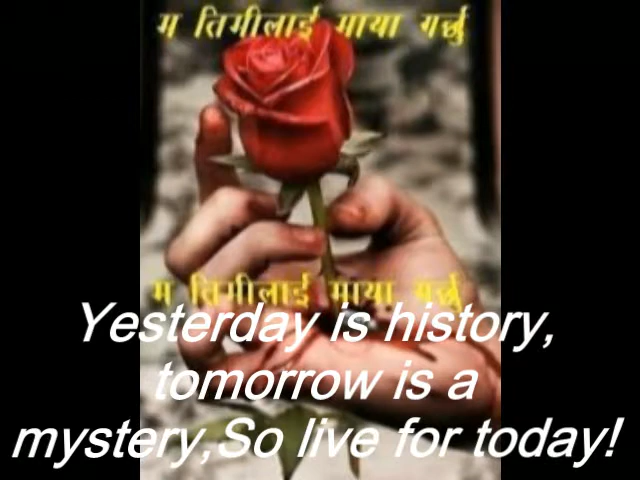 म तिमीलाई माया गर्छु
म तिमीलाई माया गर्छु
Yesterday is history,
tomorrow is a
mystery,So live for today!